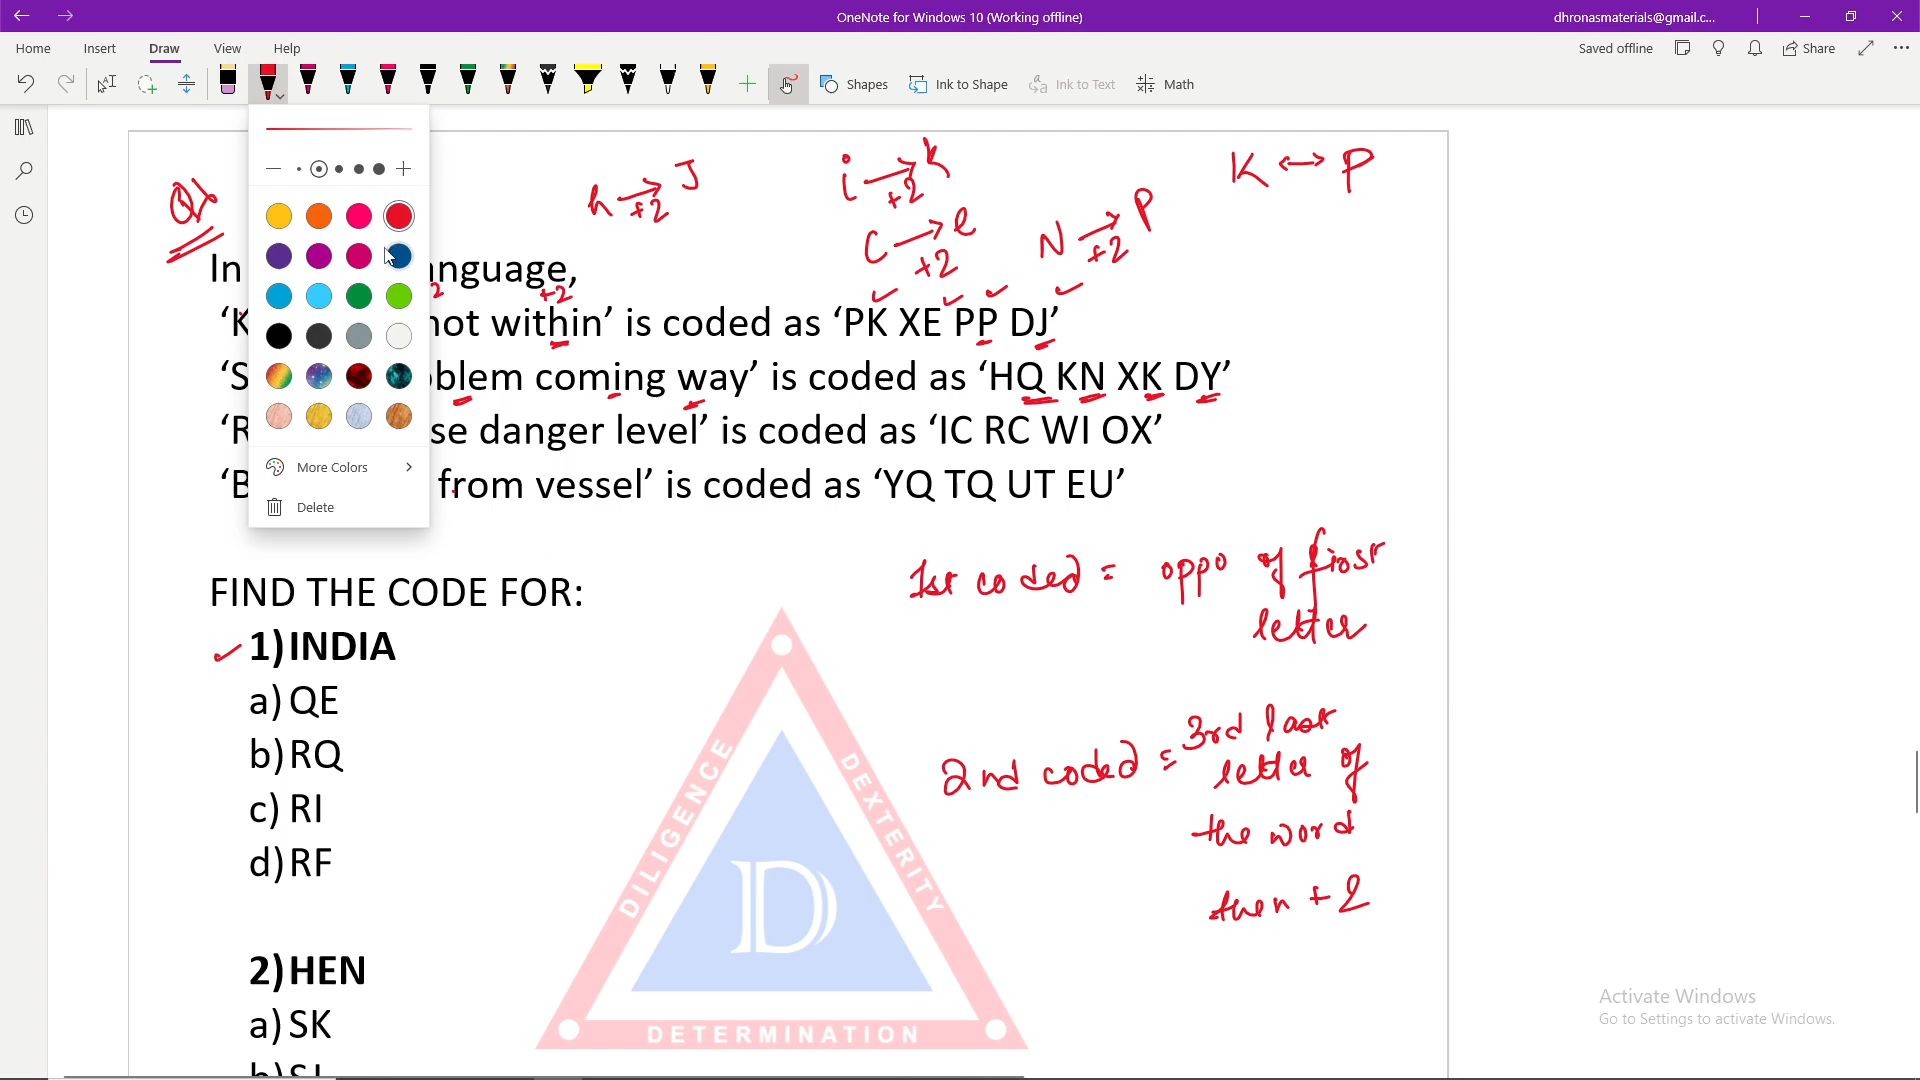 OneNote for Windows 10 (Working offline)
dhronasmaterials@gmail.c...
Home Insert Draw View Help
Saved offline
Share
Shapes
Ink to Shape
Ink to Text
Math
Q6
h → J
+2
i → k
+2
C → e
+2
N → P
+2
K ↔ P
In
anguage,
2
+2
‘K
not within’ is coded as ‘PK XE PP DJ’
‘S
blem coming way’ is coded as ‘HQ KN XK DY’
‘R
se danger level’ is coded as ‘IC RC WI OX’
‘B
from vessel’ is coded as ‘YQ TQ UT EU’
More Colors
Delete
FIND THE CODE FOR:
1) INDIA
a) QE
b) RQ
c) RI
d) RF
2) HEN
a) SK
1st coded = oppo of first
letter
2nd coded = 3rd last
letter of
the word
then +2
DILIGENCE
DEXTERITY
D
DETERMINATION
Activate Windows
Go to Settings to activate Windows.